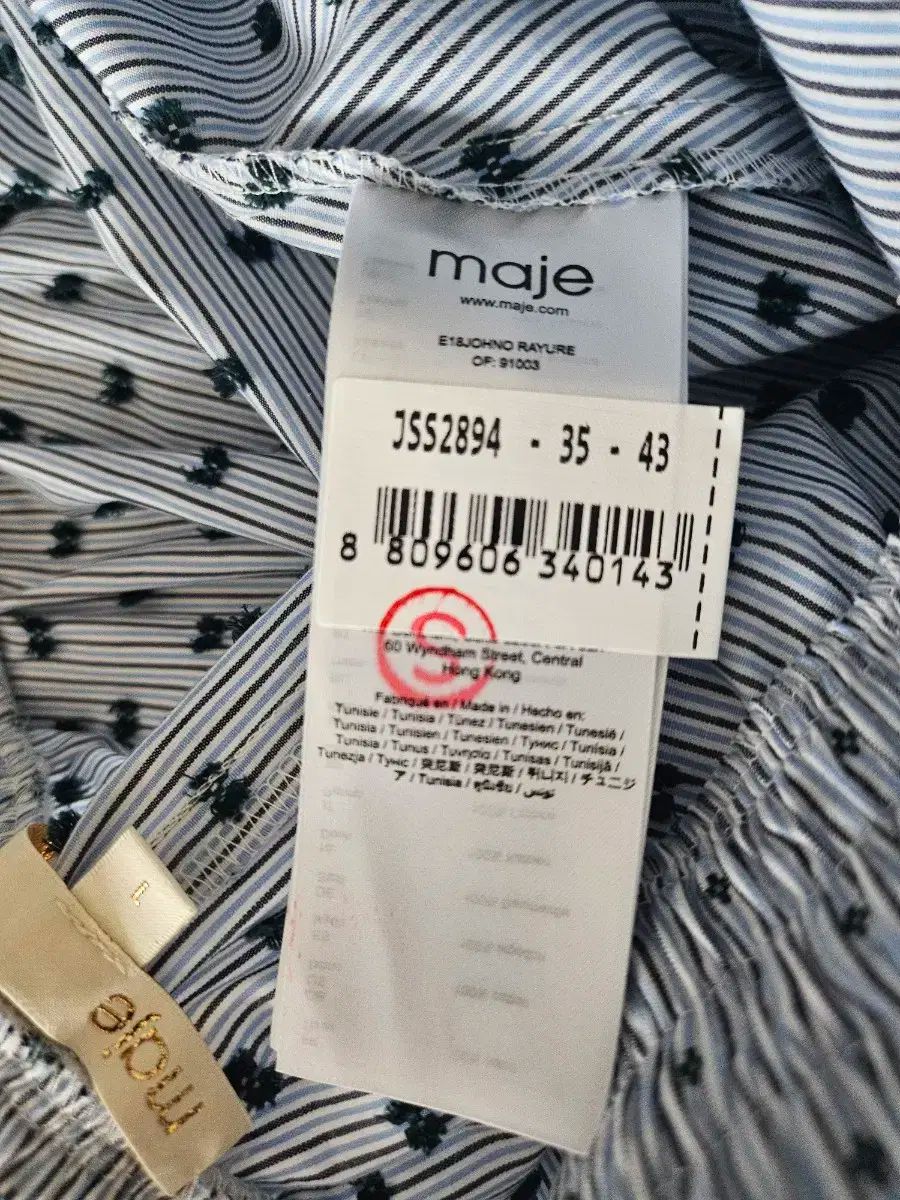 maje
www.maje.com
E18JOHNO RAYURE
OF: 91003
JSS2894 - 35 - 43
8 809606 340143
S
60 Wyndham Street, Central
Hong Kong
Fabriqué en / Made in / Hecho en:
Tunisie / Tunisia / Túnez / Tunesien / Tunesië /
Tunisia / Tunisien / Tunesien / Тунис / Tunísia /
Tunisia / Tunus / Τυνησία / Tunisas / Tunisijā /
Tunezja / Тунис / 突尼斯 / 突尼斯 / 튀니지 / チュニジ
ア / Tunisia / ตูนิเซีย / تونس
1
maje